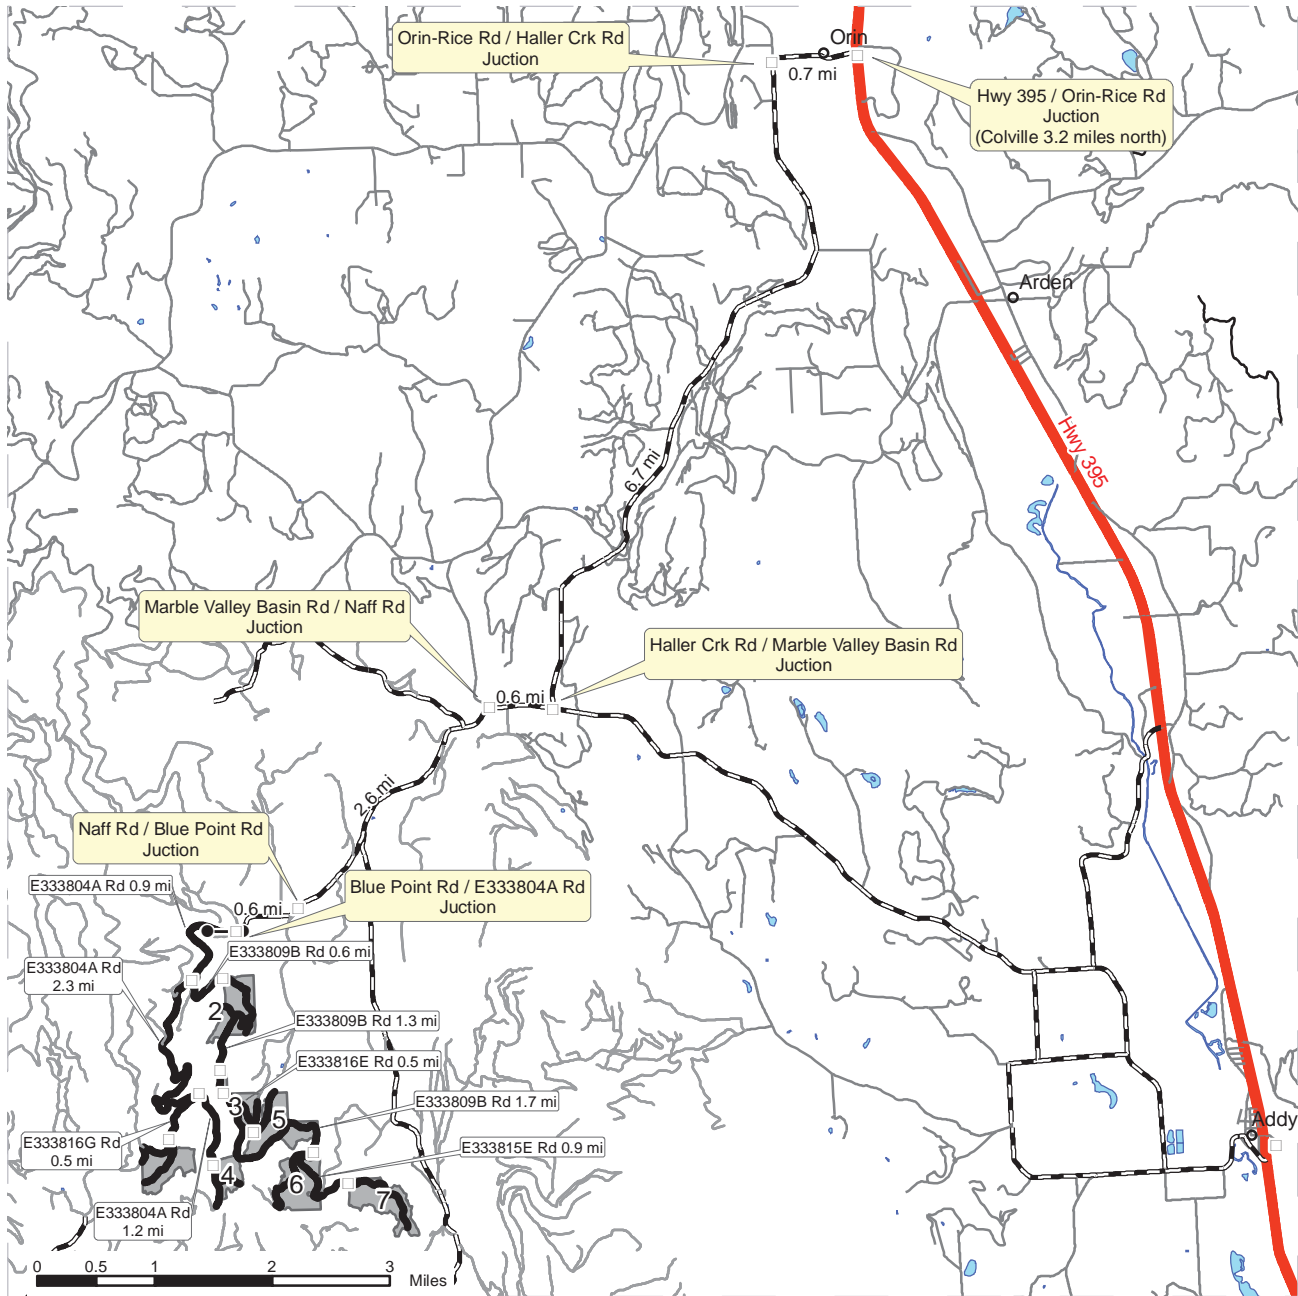 Orin-Rice Rd / Haller Crk Rd
Juction
Orin
0.7 mi
Hwy 395 / Orin-Rice Rd
Juction
(Colville 3.2 miles north)
Arden
Hwy 395
6.7 mi
Marble Valley Basin Rd / Naff Rd
Juction
Haller Crk Rd / Marble Valley Basin Rd
Juction
0.6 mi
2.6 mi
Naff Rd / Blue Point Rd
Juction
E333804A Rd 0.9 mi
Blue Point Rd / E333804A Rd
Juction
0.6 mi
E333809B Rd 0.6 mi
E333804A Rd
2.3 mi
2
E333809B Rd 1.3 mi
E333816E Rd 0.5 mi
3
5
E333809B Rd 1.7 mi
E333816G Rd
0.5 mi
E333815E Rd 0.9 mi
4
6
7
E333804A Rd
1.2 mi
Addy
0 0.5 1 2 3
Miles